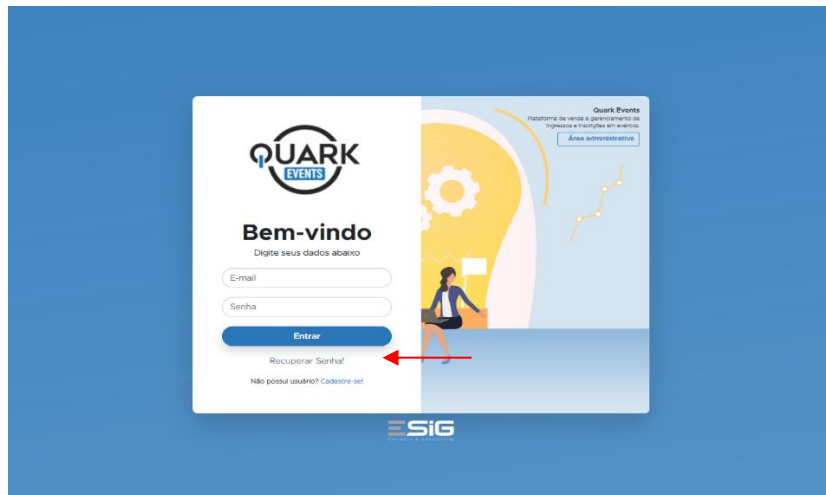 QUARK
EVENTS
Bem-vindo
Digite seus dados abaixo
E-mail
Senha
Entrar
Recuperar Senha!
Não possui usuário? Cadastre-se!
Quark Events
Plataforma de venda e gerenciamento de
ingressos e inscrições em eventos.
Área administrativa
ESiG